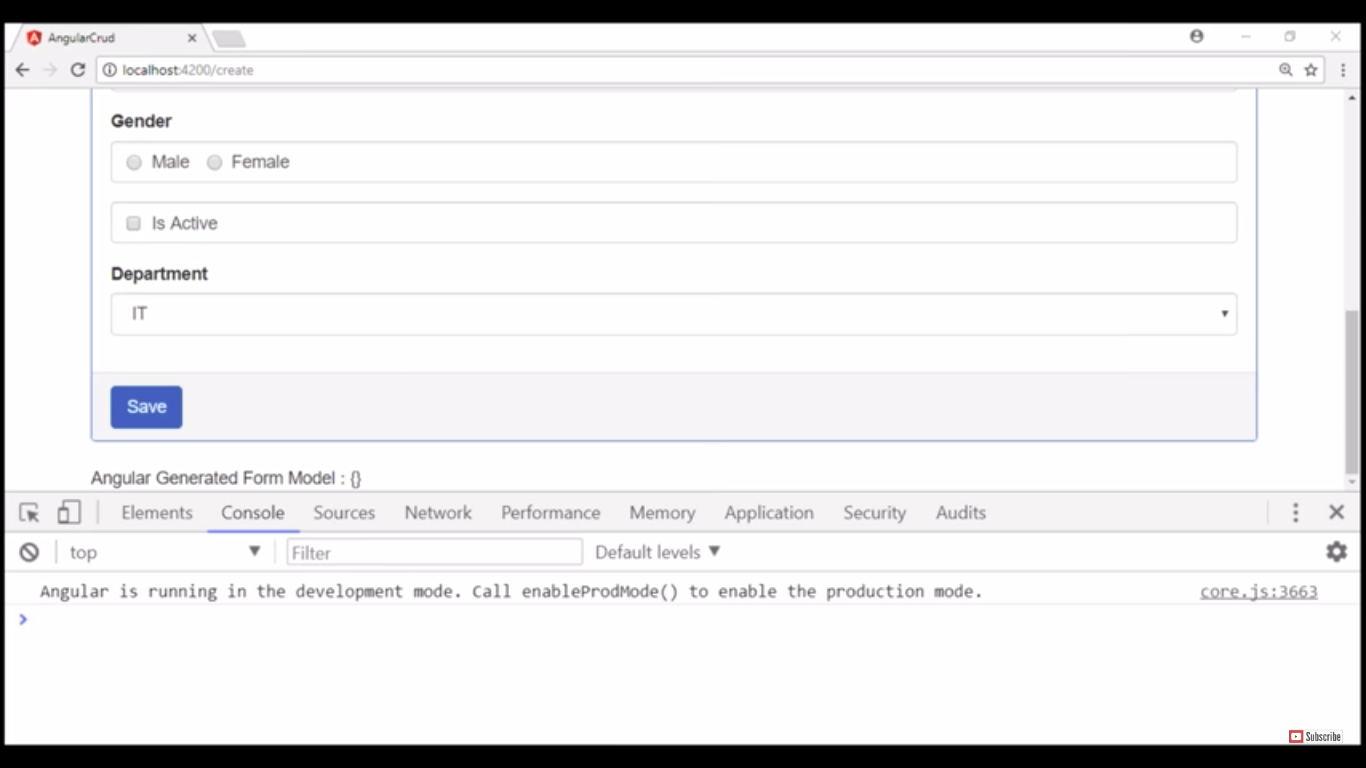 AngularCrud
localhost:4200/create
Gender
Male Female
Is Active
Department
IT
Save
Angular Generated Form Model : {}
Elements Console Sources Network Performance Memory Application Security Audits
top Filter Default levels
Angular is running in the development mode. Call enableProdMode() to enable the production mode. core.js:3663
Subscribe